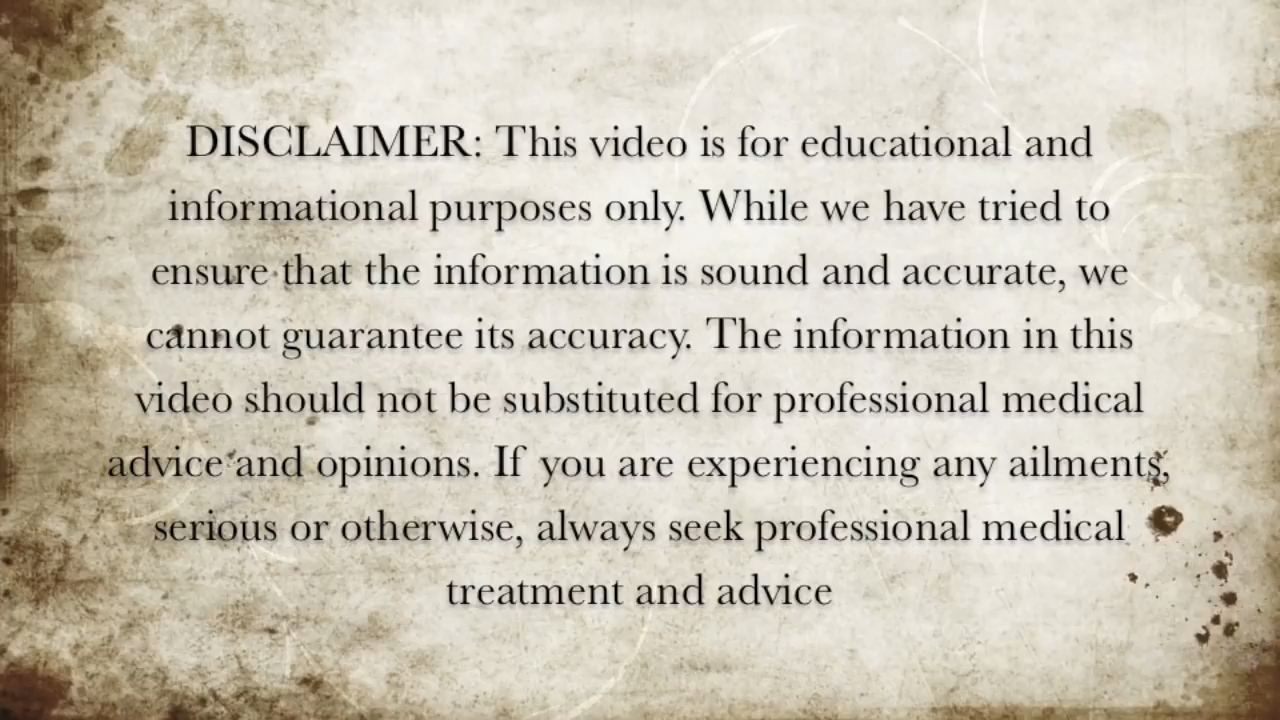 DISCLAIMER: This video is for educational and
informational purposes only. While we have tried to
ensure that the information is sound and accurate, we
cannot guarantee its accuracy. The information in this
video should not be substituted for professional medical
advice and opinions. If you are experiencing any ailments,
serious or otherwise, always seek professional medical
treatment and advice